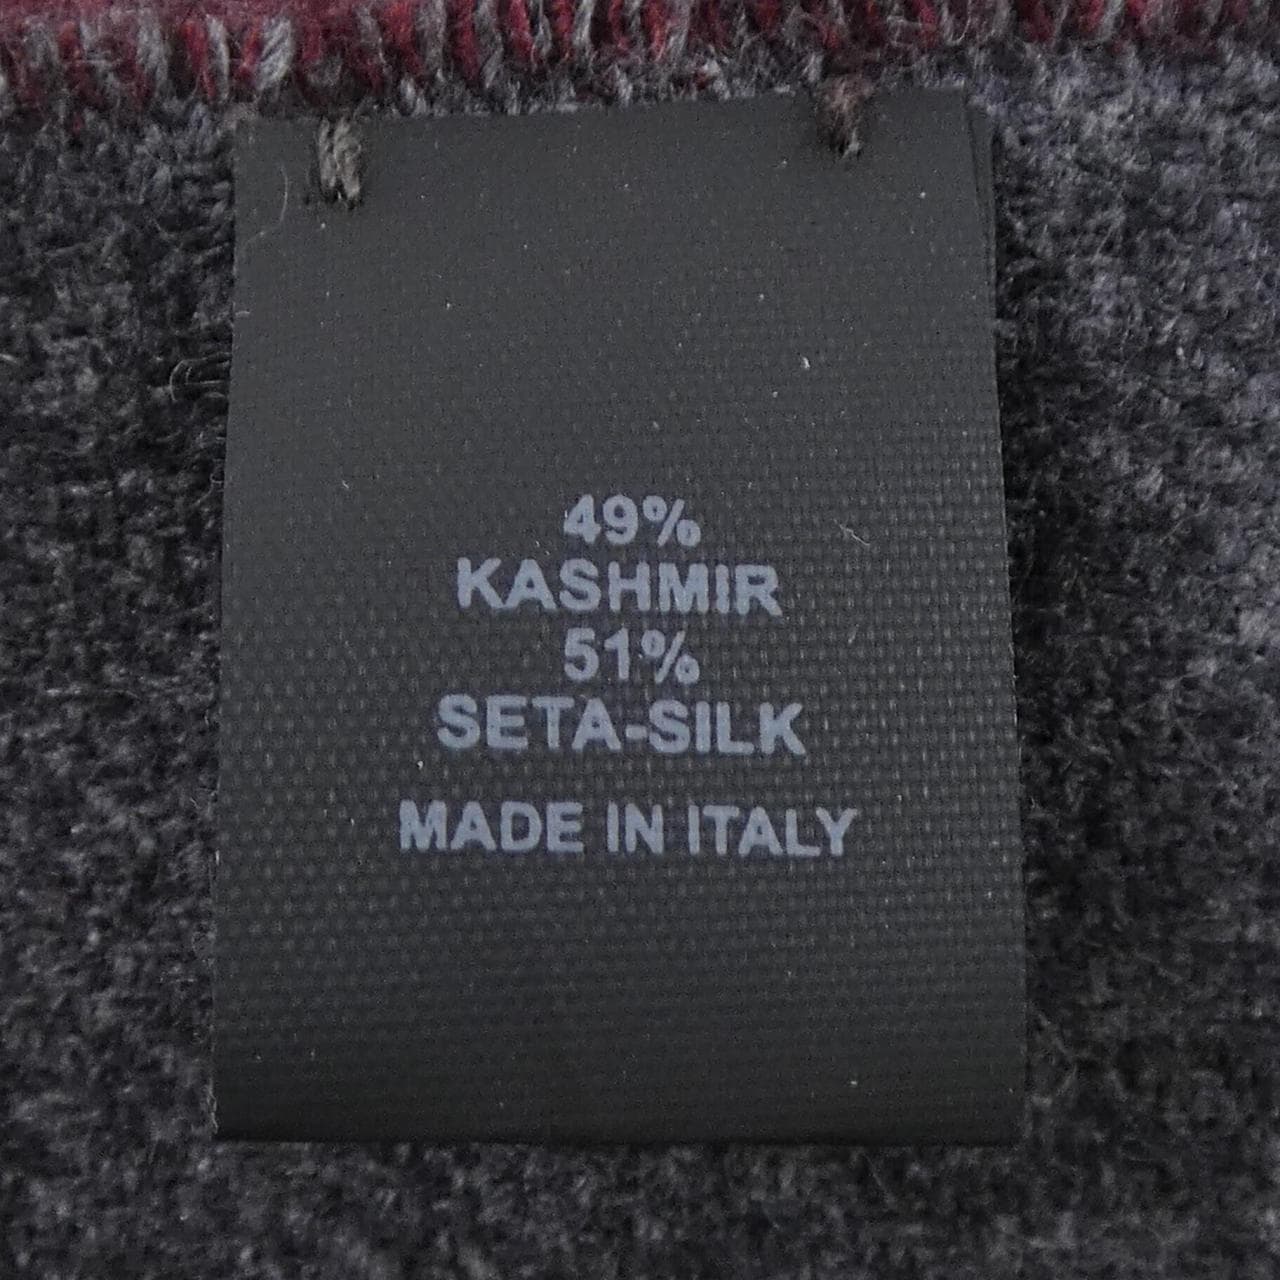 49%
KASHMIR
51%
SETA-SILK
MADE IN ITALY